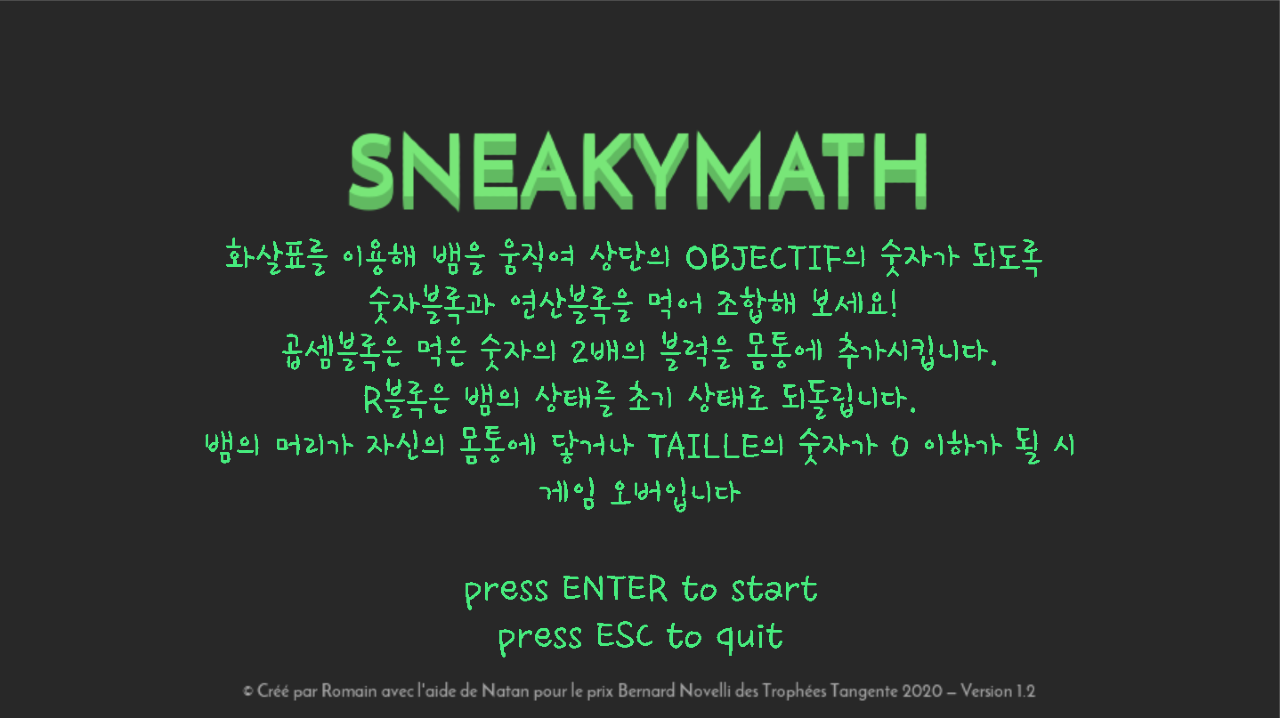 SNEAKYMATH
화살표를 이용해 뱀을 움직여 상단의 OBJECTIF의 숫자가 되도록
숫자블록과 연산블록을 먹어 조합해 보세요!
곱셈블록은 먹은 숫자의 2배의 블럭을 몸통에 추가시킵니다.
R블록은 뱀의 상태를 초기 상태로 되돌립니다.
뱀의 머리가 자신의 몸통에 닿거나 TAILLE의 숫자가 0 이하가 될 시
게임 오버입니다
press ENTER to start
press ESC to quit
© Créé par Romain avec l'aide de Natan pour le prix Bernard Novelli des Trophées Tangente 2020 – Version 1.2